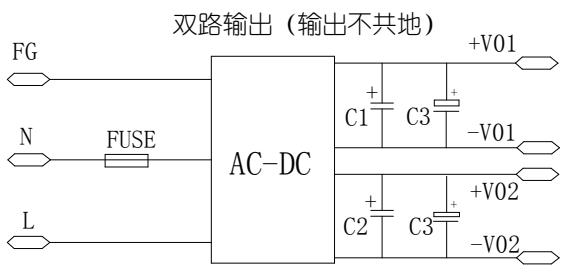 双路输出（输出不共地）
FG
+V01
C1
+
C3
+
-V01
N
FUSE
AC-DC
+V02
C2
+
C3
+
L
-V02